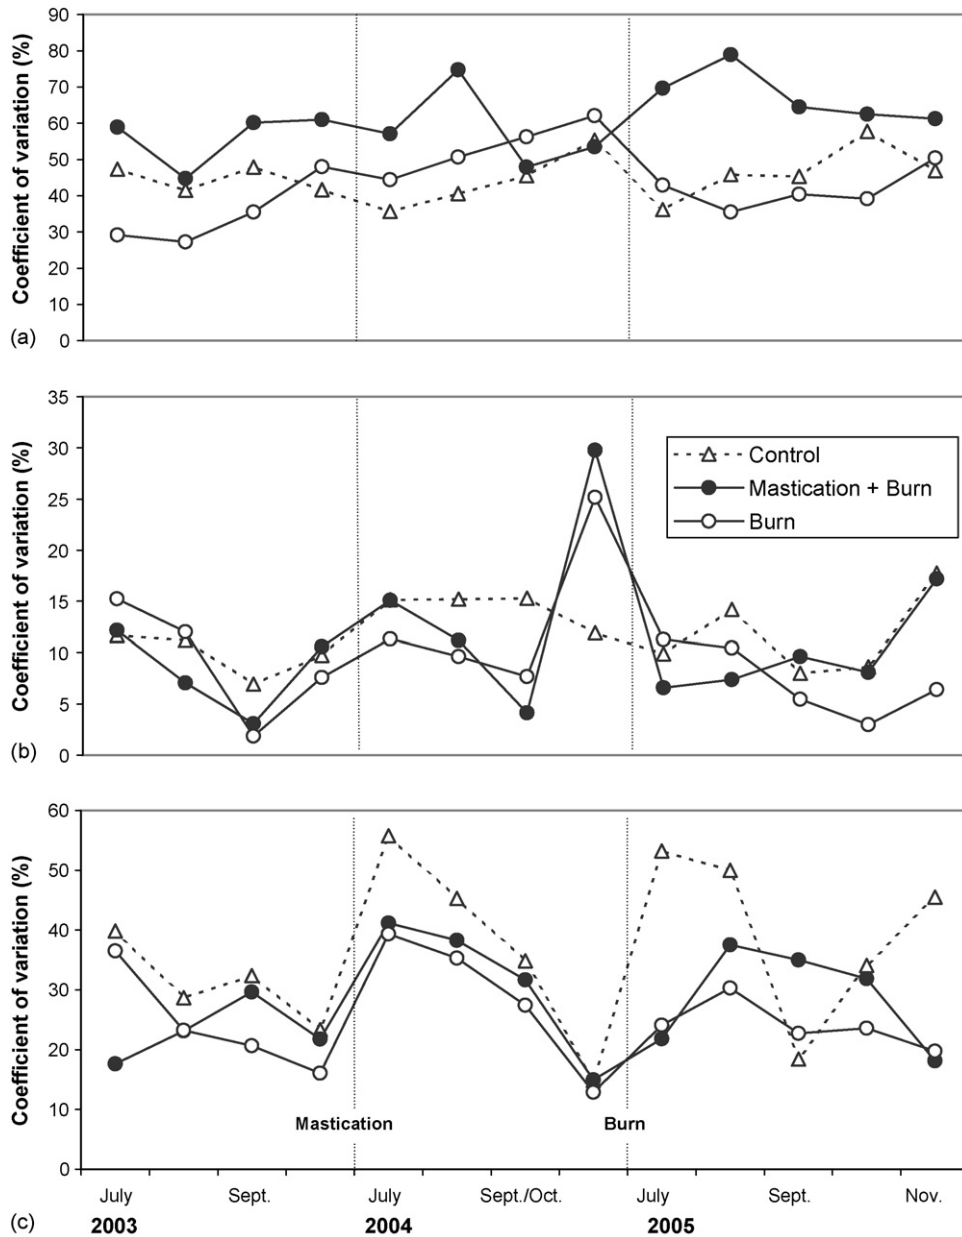 Coefficient of variation (%)
90
80
70
60
50
40
30
20
10
0
(a)
Coefficient of variation (%)
35
30
25
20
15
10
5
0
(b)
Control
Mastication + Burn
Burn
Coefficient of variation (%)
60
50
40
30
20
10
0
(c)
Mastication
Burn
July Sept. July Sept./Oct. July Sept. Nov.
2003 2004 2005